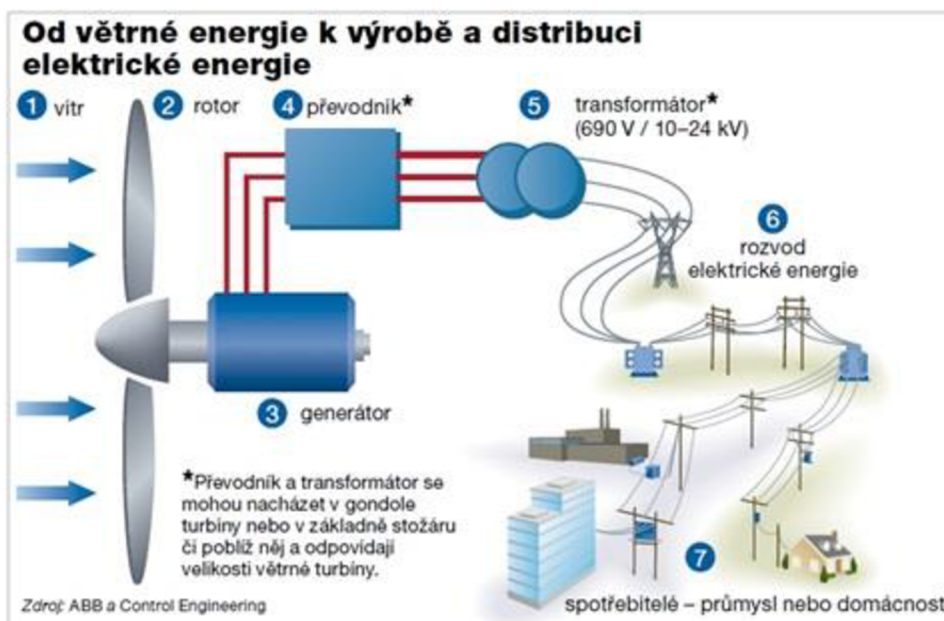 Od větrné energie k výrobě a distribuci
elektrické energie
1 vítr
2 rotor
4 převodník*
5 transformátor*
(690 V / 10–24 kV)
6
rozvod
elektrické energie
3 generátor
*Převodník a transformátor se
mohou nacházet v gondole
turbíny nebo v základně stožáru
či poblíž něj a odpovídají
velikosti větrné turbíny.
7
spotřebitelé – průmysl nebo domácnost
Zdroj: ABB a Control Engineering